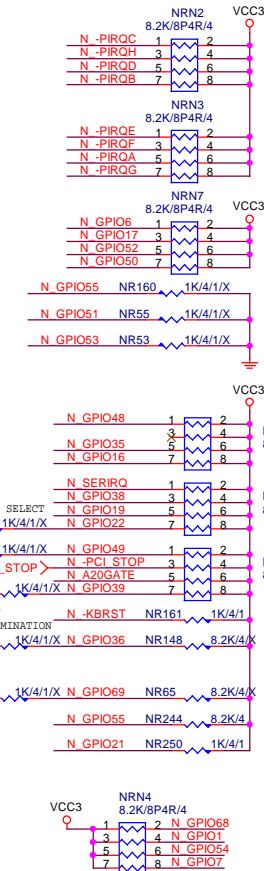 NRN2 VCC3
8.2K/8P4R/4
N_-PIRQC 1 2
N_-PIRQH 3 4
N_-PIRQD 5 6
N_-PIRQB 7 8
NRN3
8.2K/8P4R/4
N_-PIRQE 1 2
N_-PIRQF 3 4
N_-PIRQA 5 6
N_-PIRQG 7 8
NRN7 VCC3
8.2K/8P4R/4
N_GPIO6 1 2
N_GPIO17 3 4
N_GPIO52 5 6
N_GPIO50 7 8
N_GPIO55 NR160 1K/4/1/X
N_GPIO51 NR55 1K/4/1/X
N_GPIO53 NR53 1K/4/1/X
VCC3
N_GPIO48 1 2
3 4
N_GPIO35 5 6
N_GPIO16 7 8
N_SERIRQ 1 2
N_GPIO38 3 4
N_GPIO19 5 6
SELECT
1K/4/1/X N_GPIO22 7 8
1K/4/1/X N_GPIO49 1 2
_STOP N_-PCI_STOP 3 4
N_A20GATE 5 6
1K/4/1/X N_GPIO39 7 8
N_-KBRST NR161 1K/4/1
MINATION
1K/4/1/X N_GPIO36 NR148 8.2K/4/X
1K/4/1/X N_GPIO69 NR65 8.2K/4/X
N_GPIO55 NR244 8.2K/4
N_GPIO21 NR250 1K/4/1
NRN4
VCC3 8.2K/8P4R/4
1 2 N_GPIO68
3 4 N_GPIO1
5 6 N_GPIO54
7 8 N_GPIO7